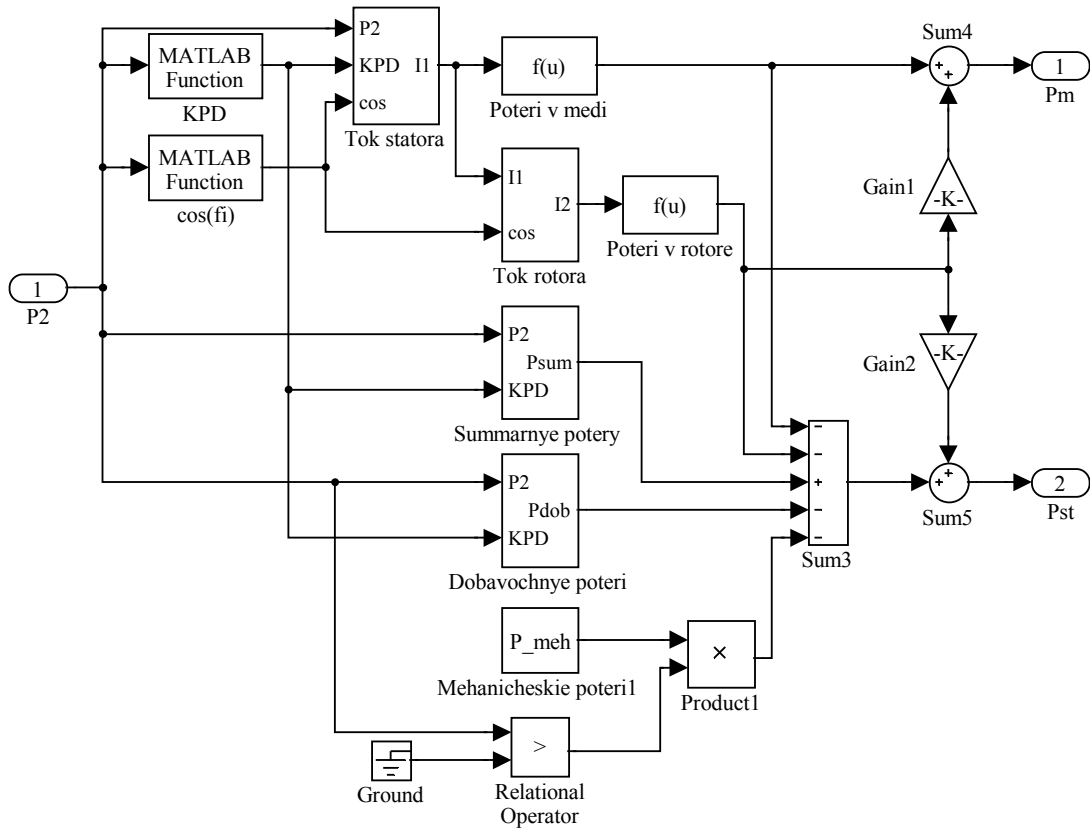 P2
KPD
cos
I1
Tok statora
MATLAB
Function
KPD
MATLAB
Function
cos(fi)
f(u)
Poteri v medi
Sum4
+
+
1
Pm
I1
cos
I2
Tok rotora
f(u)
Poteri v rotore
Gain1
-K-
1
P2
P2
KPD
Psum
Summarnye potery
Gain2
-K-
P2
KPD
Pdob
Dobavochnye poteri
−
−
+
−
−
Sum3
+
+
Sum5
2
Pst
P_meh
Mehanicheskie poteri1
×
Product1
>
Relational
Operator
Ground